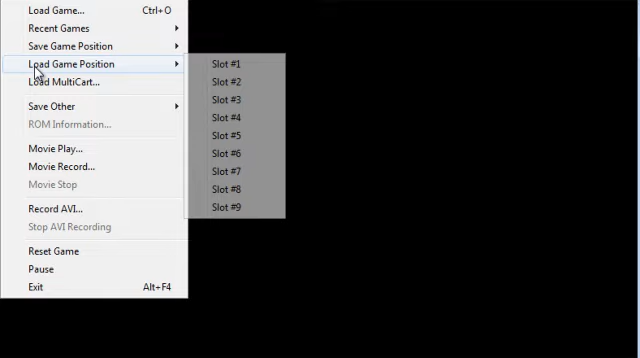 Load Game... Ctrl+O
Recent Games
Save Game Position
Load Game Position
Load MultiCart...
Save Other
ROM Information...
Movie Play...
Movie Record...
Movie Stop
Record AVI...
Stop AVI Recording
Reset Game
Pause
Exit Alt+F4
Slot #1
Slot #2
Slot #3
Slot #4
Slot #5
Slot #6
Slot #7
Slot #8
Slot #9